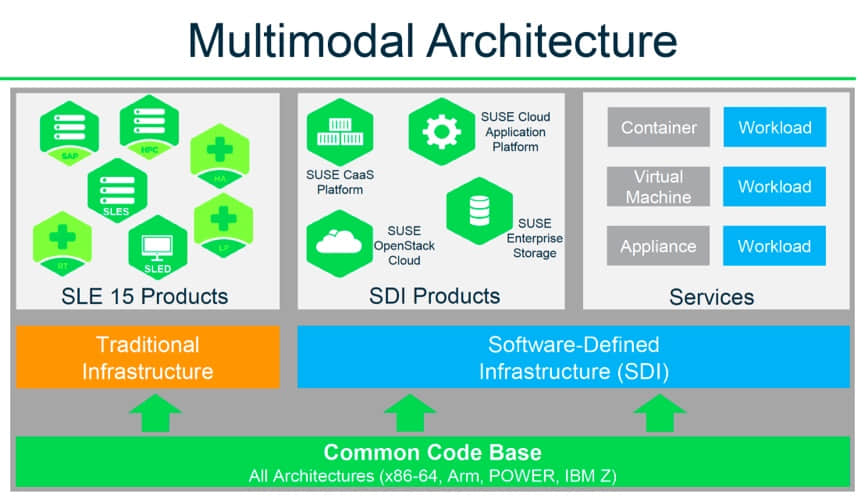 Multimodal Architecture
SAP
HPC
HA
SLES
LP
RT
SLED
SLE 15 Products
SUSE CaaS
Platform
SUSE Cloud
Application
Platform
SUSE
OpenStack
Cloud
SUSE
Enterprise
Storage
SDI Products
Container
Workload
Virtual
Machine
Workload
Appliance
Workload
Services
Traditional
Infrastructure
Software-Defined
Infrastructure (SDI)
Common Code Base
All Architectures (x86-64, Arm, POWER, IBM Z)